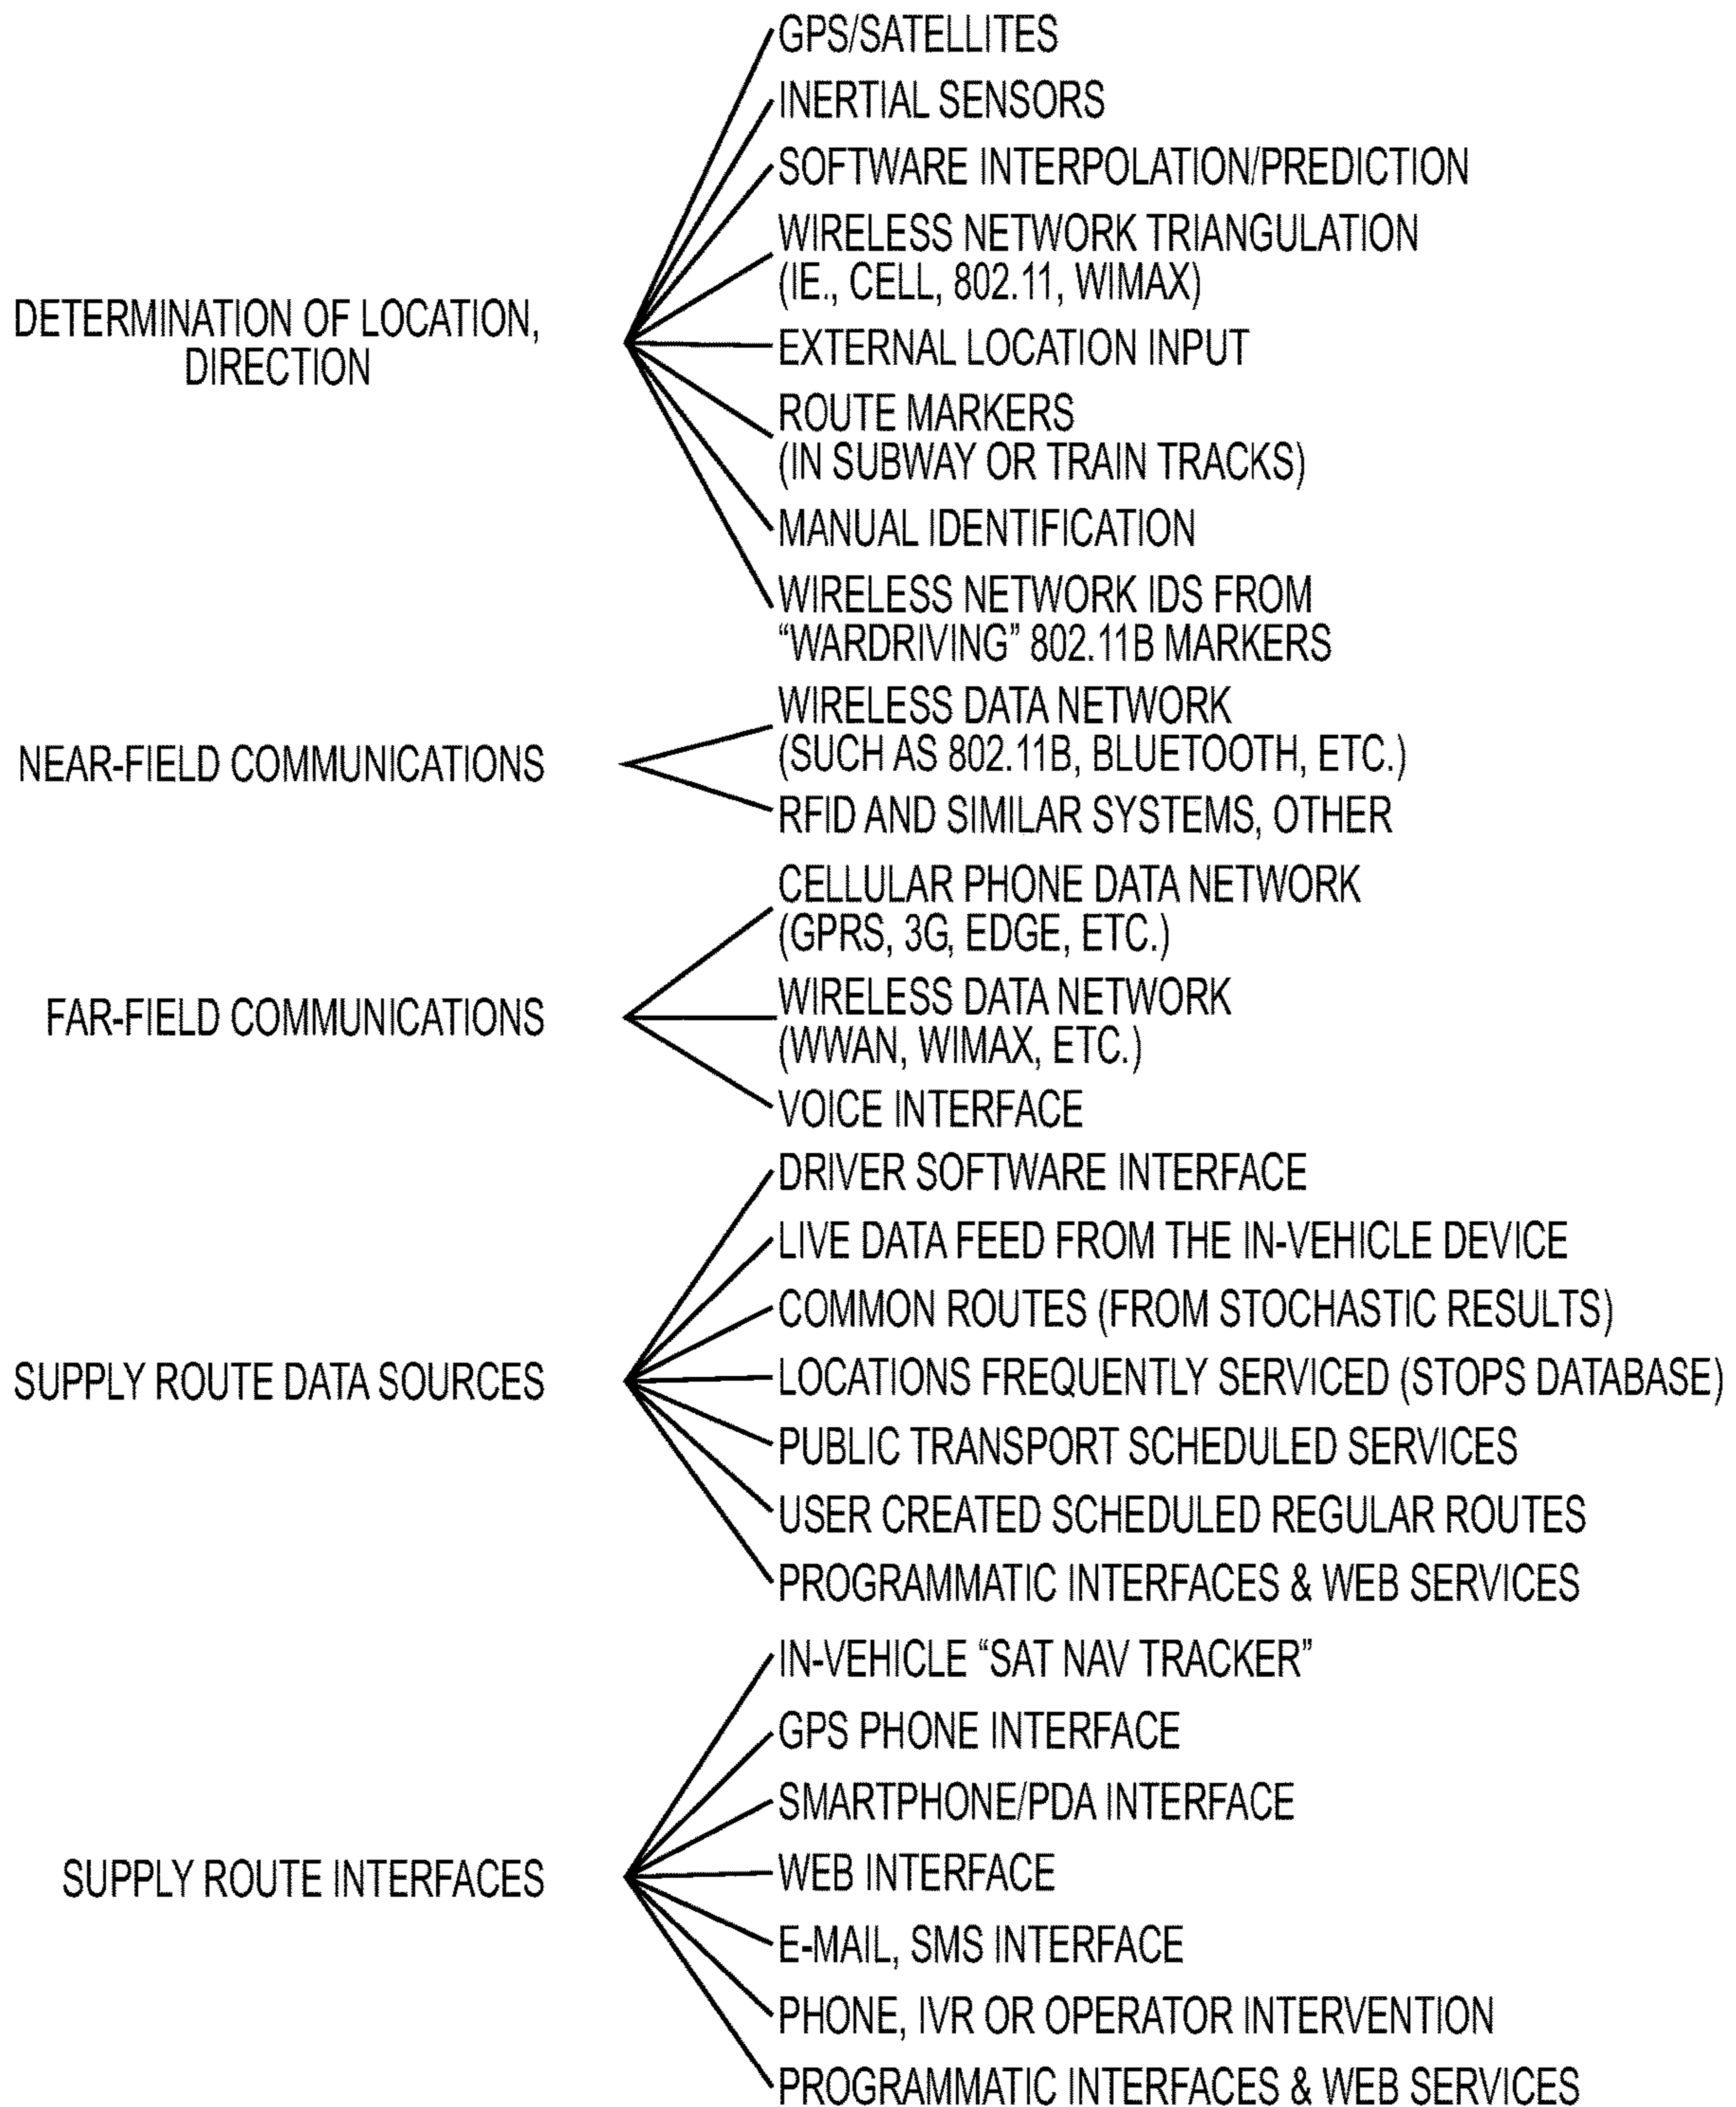 GPS/SATELLITES
INERTIAL SENSORS
SOFTWARE INTERPOLATION/PREDICTION
WIRELESS NETWORK TRIANGULATION
(IE., CELL, 802.11, WIMAX)
DETERMINATION OF LOCATION,
DIRECTION
EXTERNAL LOCATION INPUT
ROUTE MARKERS
(IN SUBWAY OR TRAIN TRACKS)
MANUAL IDENTIFICATION
WIRELESS NETWORK IDS FROM
“WARDRIVING” 802.11B MARKERS
NEAR-FIELD COMMUNICATIONS
WIRELESS DATA NETWORK
(SUCH AS 802.11B, BLUETOOTH, ETC.)
RFID AND SIMILAR SYSTEMS, OTHER
FAR-FIELD COMMUNICATIONS
CELLULAR PHONE DATA NETWORK
(GPRS, 3G, EDGE, ETC.)
WIRELESS DATA NETWORK
(WWAN, WIMAX, ETC.)
VOICE INTERFACE
SUPPLY ROUTE DATA SOURCES
DRIVER SOFTWARE INTERFACE
LIVE DATA FEED FROM THE IN-VEHICLE DEVICE
COMMON ROUTES (FROM STOCHASTIC RESULTS)
LOCATIONS FREQUENTLY SERVICED (STOPS DATABASE)
PUBLIC TRANSPORT SCHEDULED SERVICES
USER CREATED SCHEDULED REGULAR ROUTES
PROGRAMMATIC INTERFACES & WEB SERVICES
SUPPLY ROUTE INTERFACES
IN-VEHICLE “SAT NAV TRACKER”
GPS PHONE INTERFACE
SMARTPHONE/PDA INTERFACE
WEB INTERFACE
E-MAIL, SMS INTERFACE
PHONE, IVR OR OPERATOR INTERVENTION
PROGRAMMATIC INTERFACES & WEB SERVICES